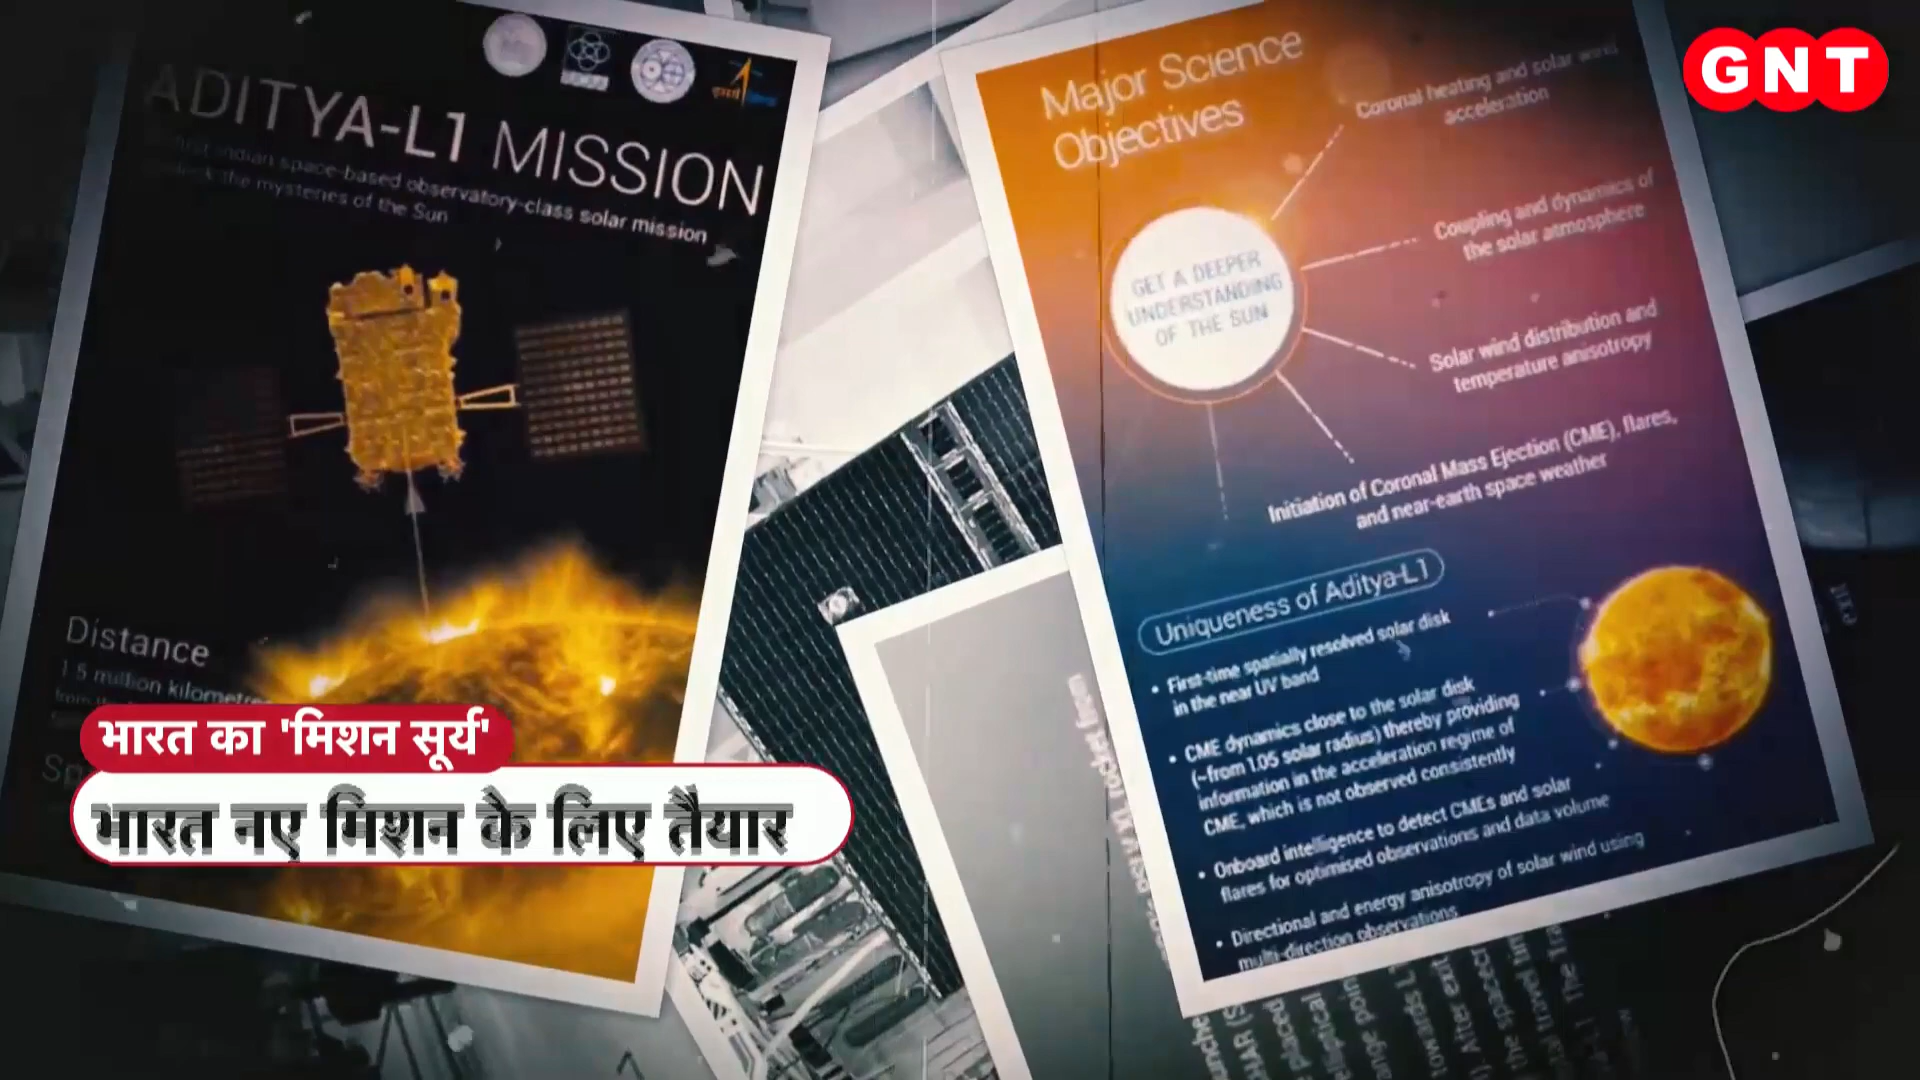 ADITYA-L1 MISSION
Indian space-based observatory-class solar mission
the mysteries of the Sun
Distance
1.5 million kilometre
भारत का 'मिशन सूर्य'
भारत नए मिशन के लिए तैयार
GNT
Major Science
Objectives
Coronal heating and solar wind
acceleration
Coupling and dynamics of
the solar atmosphere
GET A DEEPER
UNDERSTANDING
OF THE SUN
Solar wind distribution and
temperature anisotropy
Initiation of Coronal Mass Ejection (CME), flares,
and near-earth space weather
Uniqueness of Aditya-L1
• First-time spatially resolved solar disk
in the near UV band
• CME dynamics close to the solar disk
(~from 1.05 solar radius) thereby providing
information in the acceleration regime of
CME, which is not observed consistently
• Onboard intelligence to detect CMEs and solar
flares for optimised observations and data volume
• Directional and energy anisotropy of solar wind using
multi-direction observations